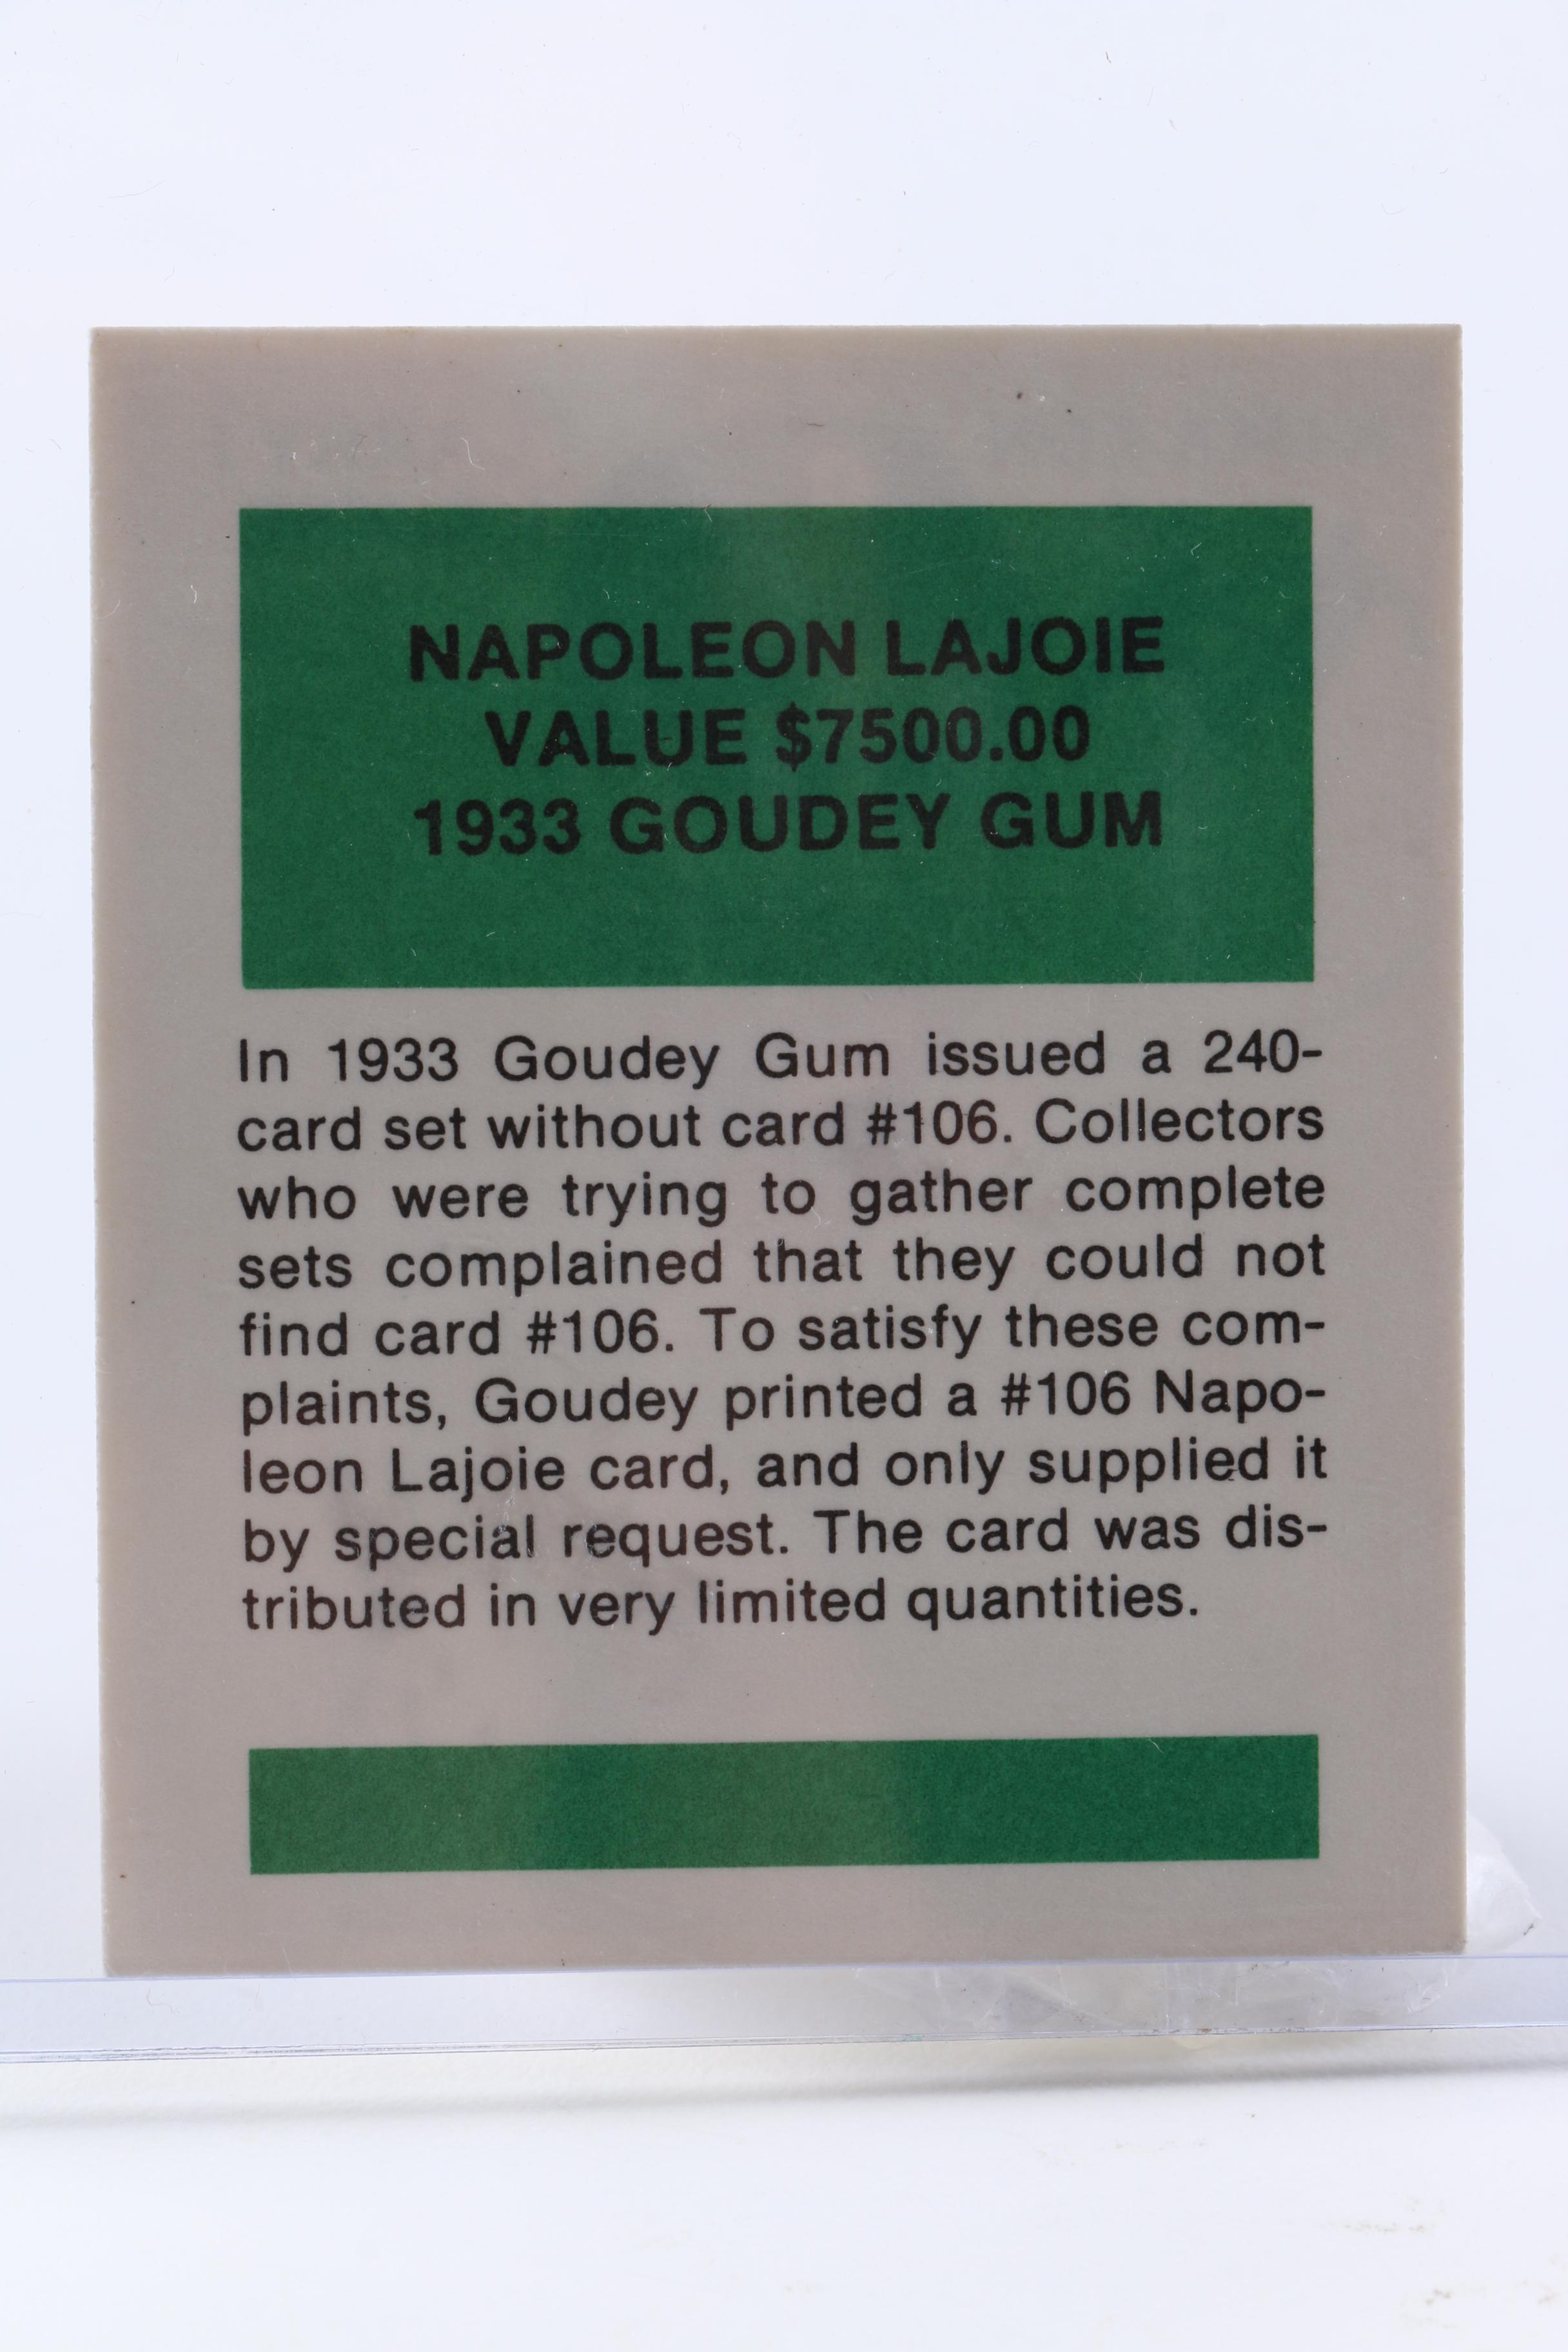 NAPOLEON LAJOIE
VALUE $7500.00
1933 GOUDEY GUM
In 1933 Goudey Gum issued a 240-
card set without card #106. Collectors
who were trying to gather complete
sets complained that they could not
find card #106. To satisfy these com-
plaints, Goudey printed a #106 Napo-
leon Lajoie card, and only supplied it
by special request. The card was dis-
tributed in very limited quantities.